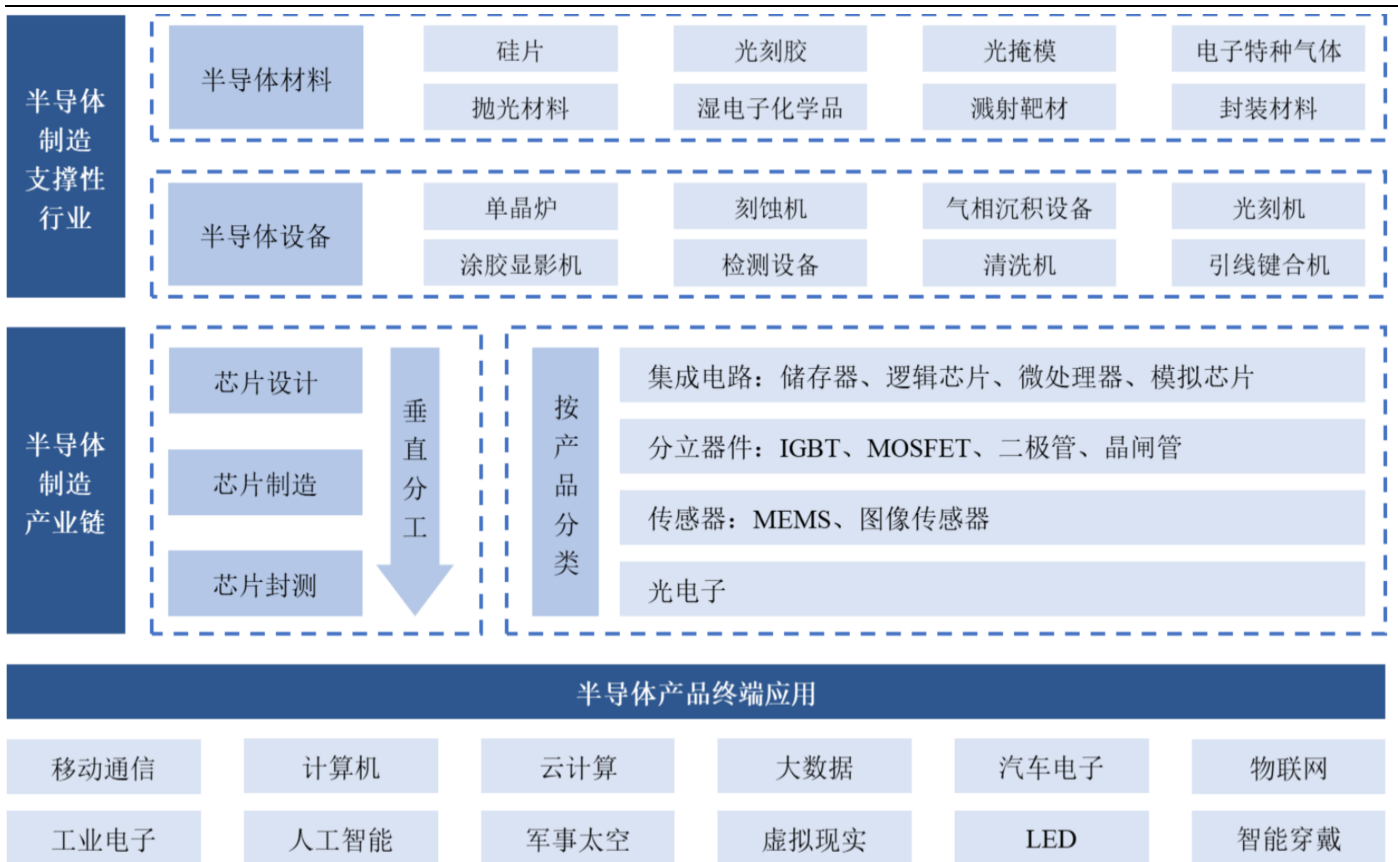 半导体
制造
支撑性
行业
半导体材料
硅片
光刻胶
光掩模
电子特种气体
抛光材料
湿电子化学品
溅射靶材
封装材料
半导体设备
单晶炉
刻蚀机
气相沉积设备
光刻机
涂胶显影机
检测设备
清洗机
引线键合机
半导体
制造
产业链
芯片设计
芯片制造
芯片封测
垂直分工
按产品分类
集成电路：储存器、逻辑芯片、微处理器、模拟芯片
分立器件：IGBT、MOSFET、二极管、晶闸管
传感器：MEMS、图像传感器
光电子
半导体产品终端应用
移动通信
计算机
云计算
大数据
汽车电子
物联网
工业电子
人工智能
军事太空
虚拟现实
LED
智能穿戴